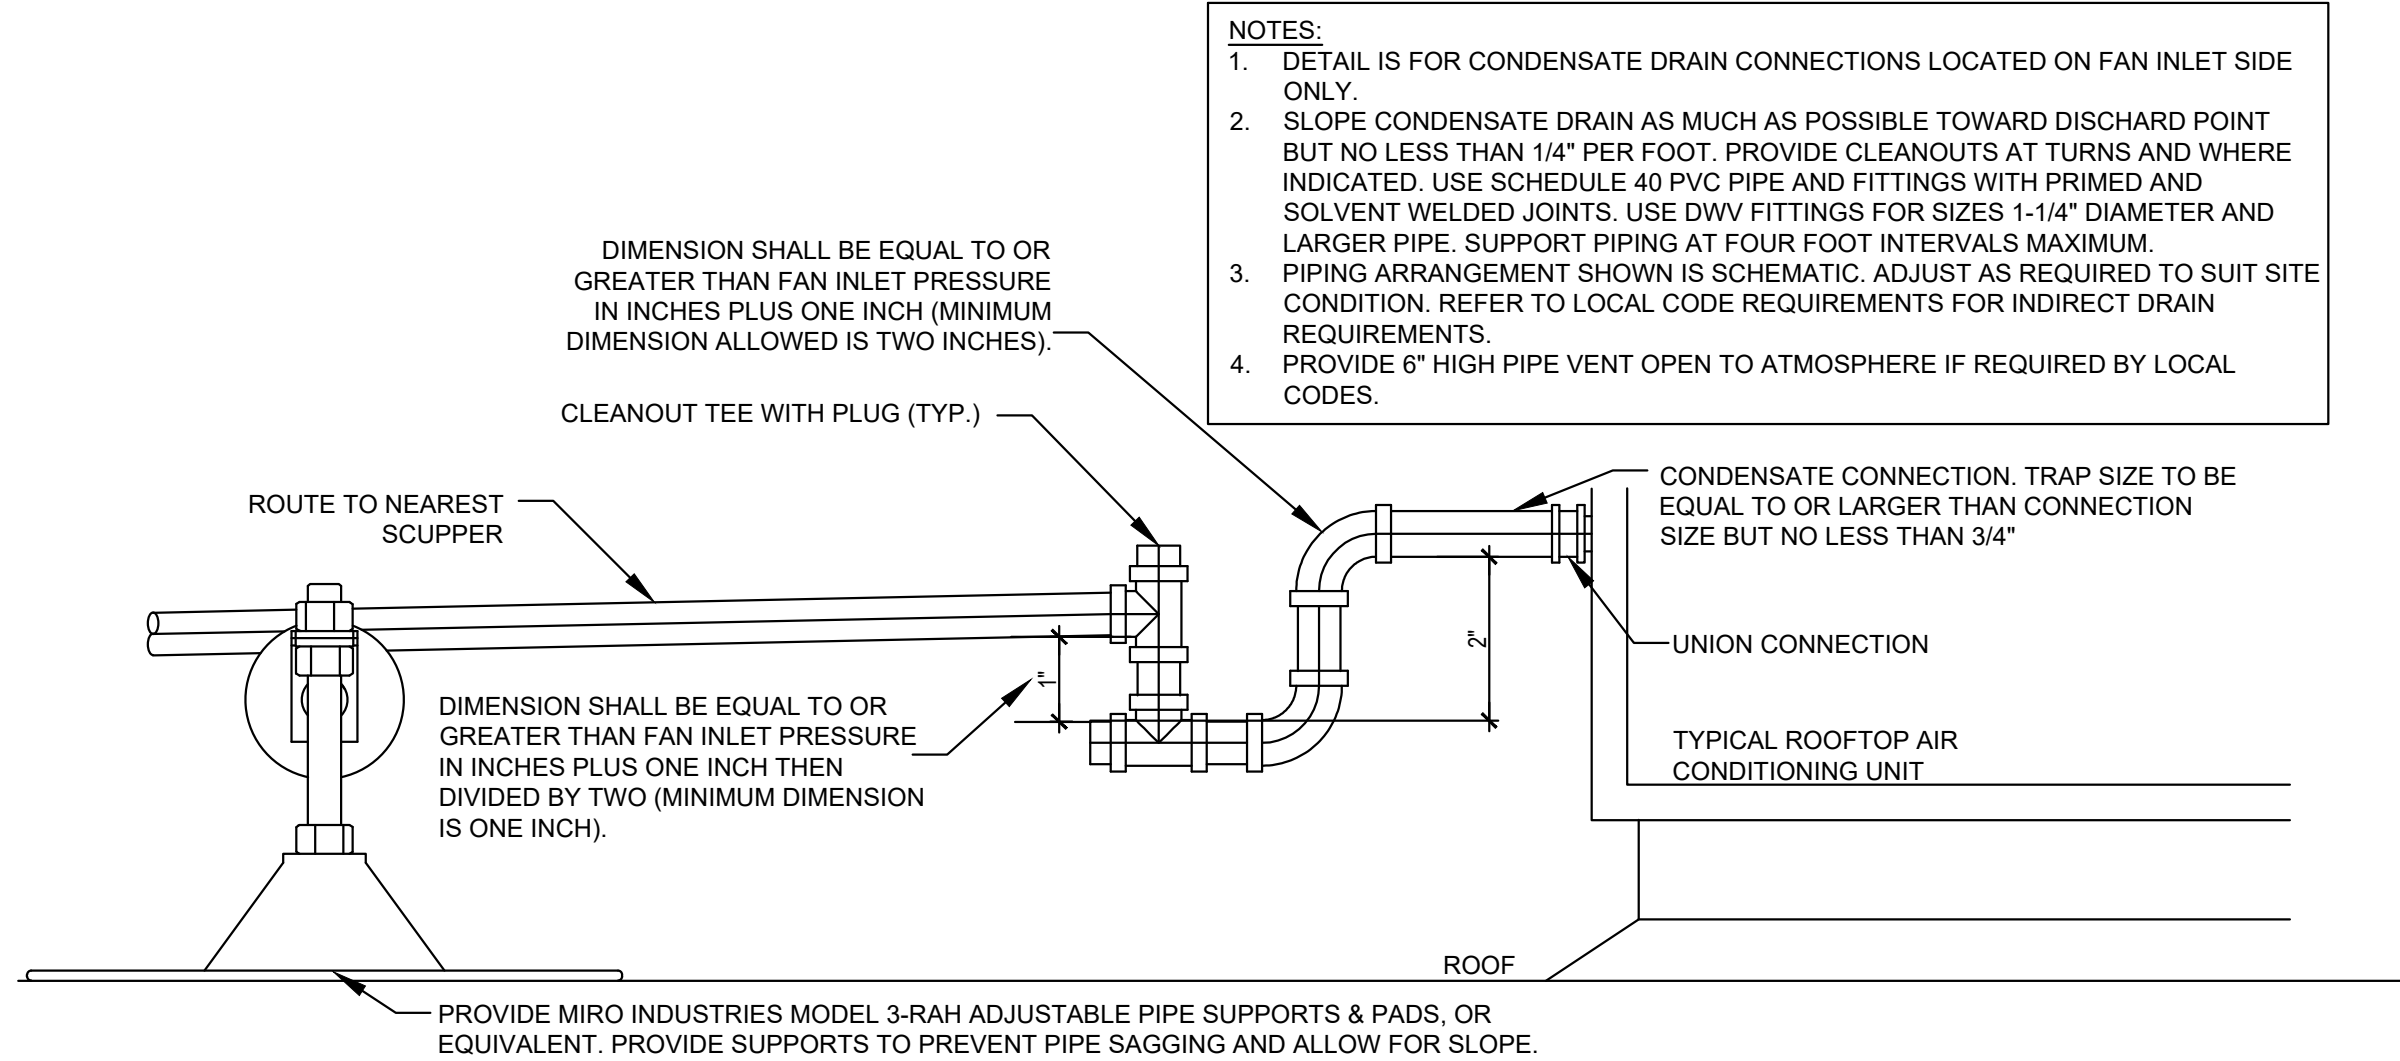 NOTES:
1. DETAIL IS FOR CONDENSATE DRAIN CONNECTIONS LOCATED ON FAN INLET SIDE
ONLY.
2. SLOPE CONDENSATE DRAIN AS MUCH AS POSSIBLE TOWARD DISCHARD POINT
BUT NO LESS THAN 1/4" PER FOOT. PROVIDE CLEANOUTS AT TURNS AND WHERE
INDICATED. USE SCHEDULE 40 PVC PIPE AND FITTINGS WITH PRIMED AND
SOLVENT WELDED JOINTS. USE DWV FITTINGS FOR SIZES 1-1/4" DIAMETER AND
LARGER PIPE. SUPPORT PIPING AT FOUR FOOT INTERVALS MAXIMUM.
3. PIPING ARRANGEMENT SHOWN IS SCHEMATIC. ADJUST AS REQUIRED TO SUIT SITE
CONDITION. REFER TO LOCAL CODE REQUIREMENTS FOR INDIRECT DRAIN
REQUIREMENTS.
4. PROVIDE 6" HIGH PIPE VENT OPEN TO ATMOSPHERE IF REQUIRED BY LOCAL
CODES.
DIMENSION SHALL BE EQUAL TO OR
GREATER THAN FAN INLET PRESSURE
IN INCHES PLUS ONE INCH (MINIMUM
DIMENSION ALLOWED IS TWO INCHES).
CLEANOUT TEE WITH PLUG (TYP.)
ROUTE TO NEAREST
SCUPPER
CONDENSATE CONNECTION. TRAP SIZE TO BE
EQUAL TO OR LARGER THAN CONNECTION
SIZE BUT NO LESS THAN 3/4"
2"
1"
UNION CONNECTION
DIMENSION SHALL BE EQUAL TO OR
GREATER THAN FAN INLET PRESSURE
IN INCHES PLUS ONE INCH THEN
DIVIDED BY TWO (MINIMUM DIMENSION
IS ONE INCH).
TYPICAL ROOFTOP AIR
CONDITIONING UNIT
ROOF
PROVIDE MIRO INDUSTRIES MODEL 3-RAH ADJUSTABLE PIPE SUPPORTS & PADS, OR
EQUIVALENT. PROVIDE SUPPORTS TO PREVENT PIPE SAGGING AND ALLOW FOR SLOPE.